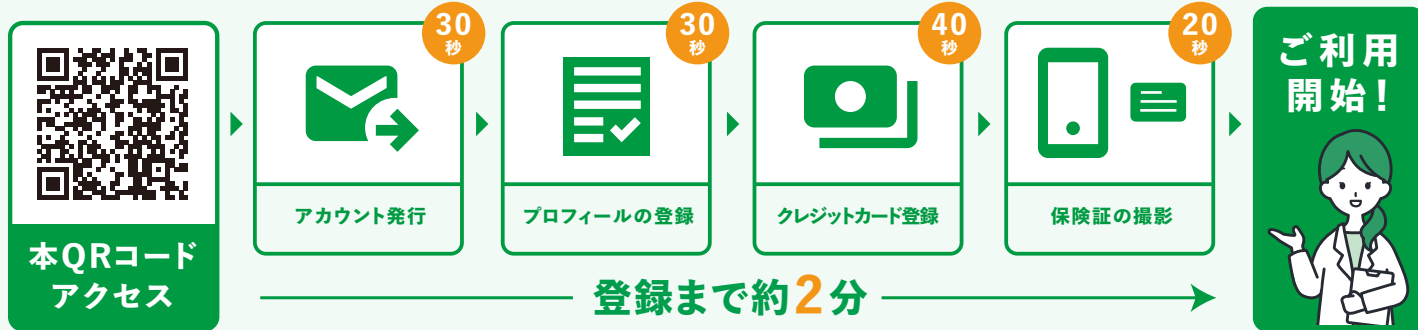 本QRコード
アクセス
30
秒
アカウント発行
30
秒
プロフィールの登録
40
秒
クレジットカード登録
20
秒
保険証の撮影
登録まで約2分
ご利用
開始！